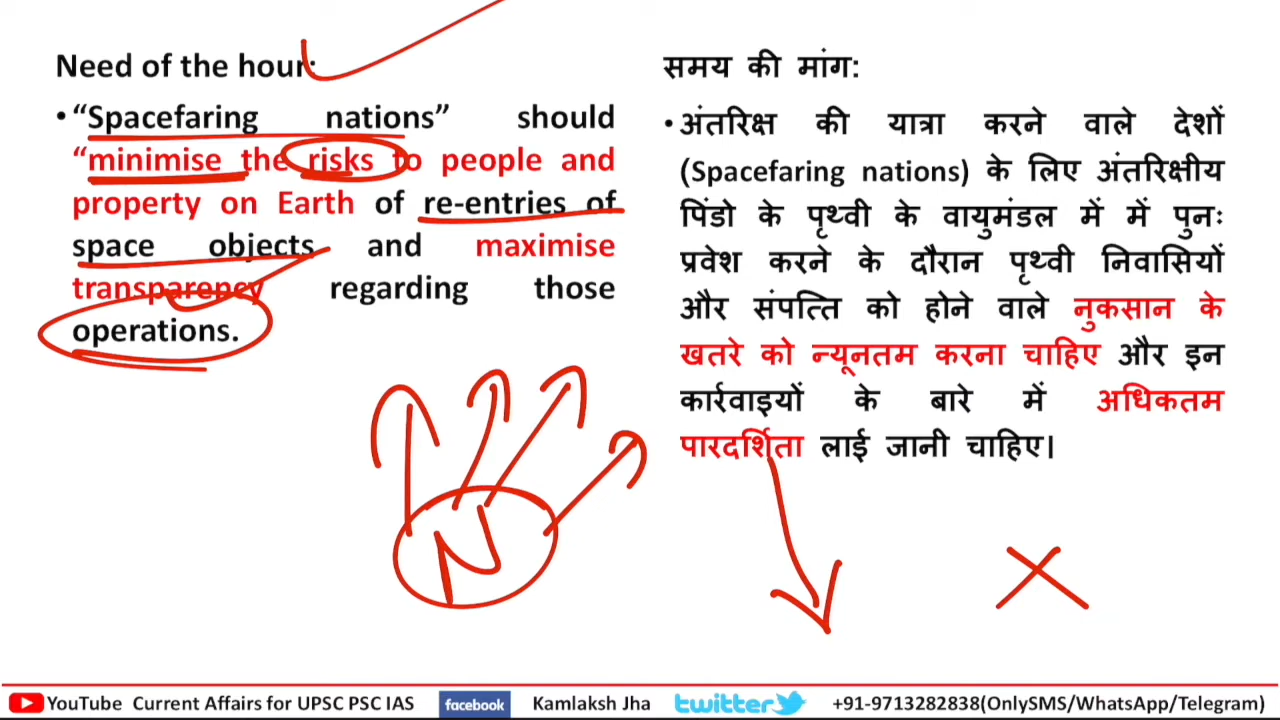 Need of the hour:
• “Spacefaring nations” should
“minimise the risks to people and
property on Earth of re-entries of
space objects and maximise
transparency regarding those
operations.
समय की मांग:
• अंतरिक्ष की यात्रा करने वाले देशों
(Spacefaring nations) के लिए अंतरिक्षीय
पिंडो के पृथ्वी के वायुमंडल में में पुनः
प्रवेश करने के दौरान पृथ्वी निवासियों
और संपत्ति को होने वाले नुकसान के
खतरे को न्यूनतम करना चाहिए और इन
कार्रवाइयों के बारे में अधिकतम
पारदर्शिता लाई जानी चाहिए।
N
YouTube Current Affairs for UPSC PSC IAS facebook Kamlaksh Jha twitter +91-9713282838(OnlySMS/WhatsApp/Telegram)